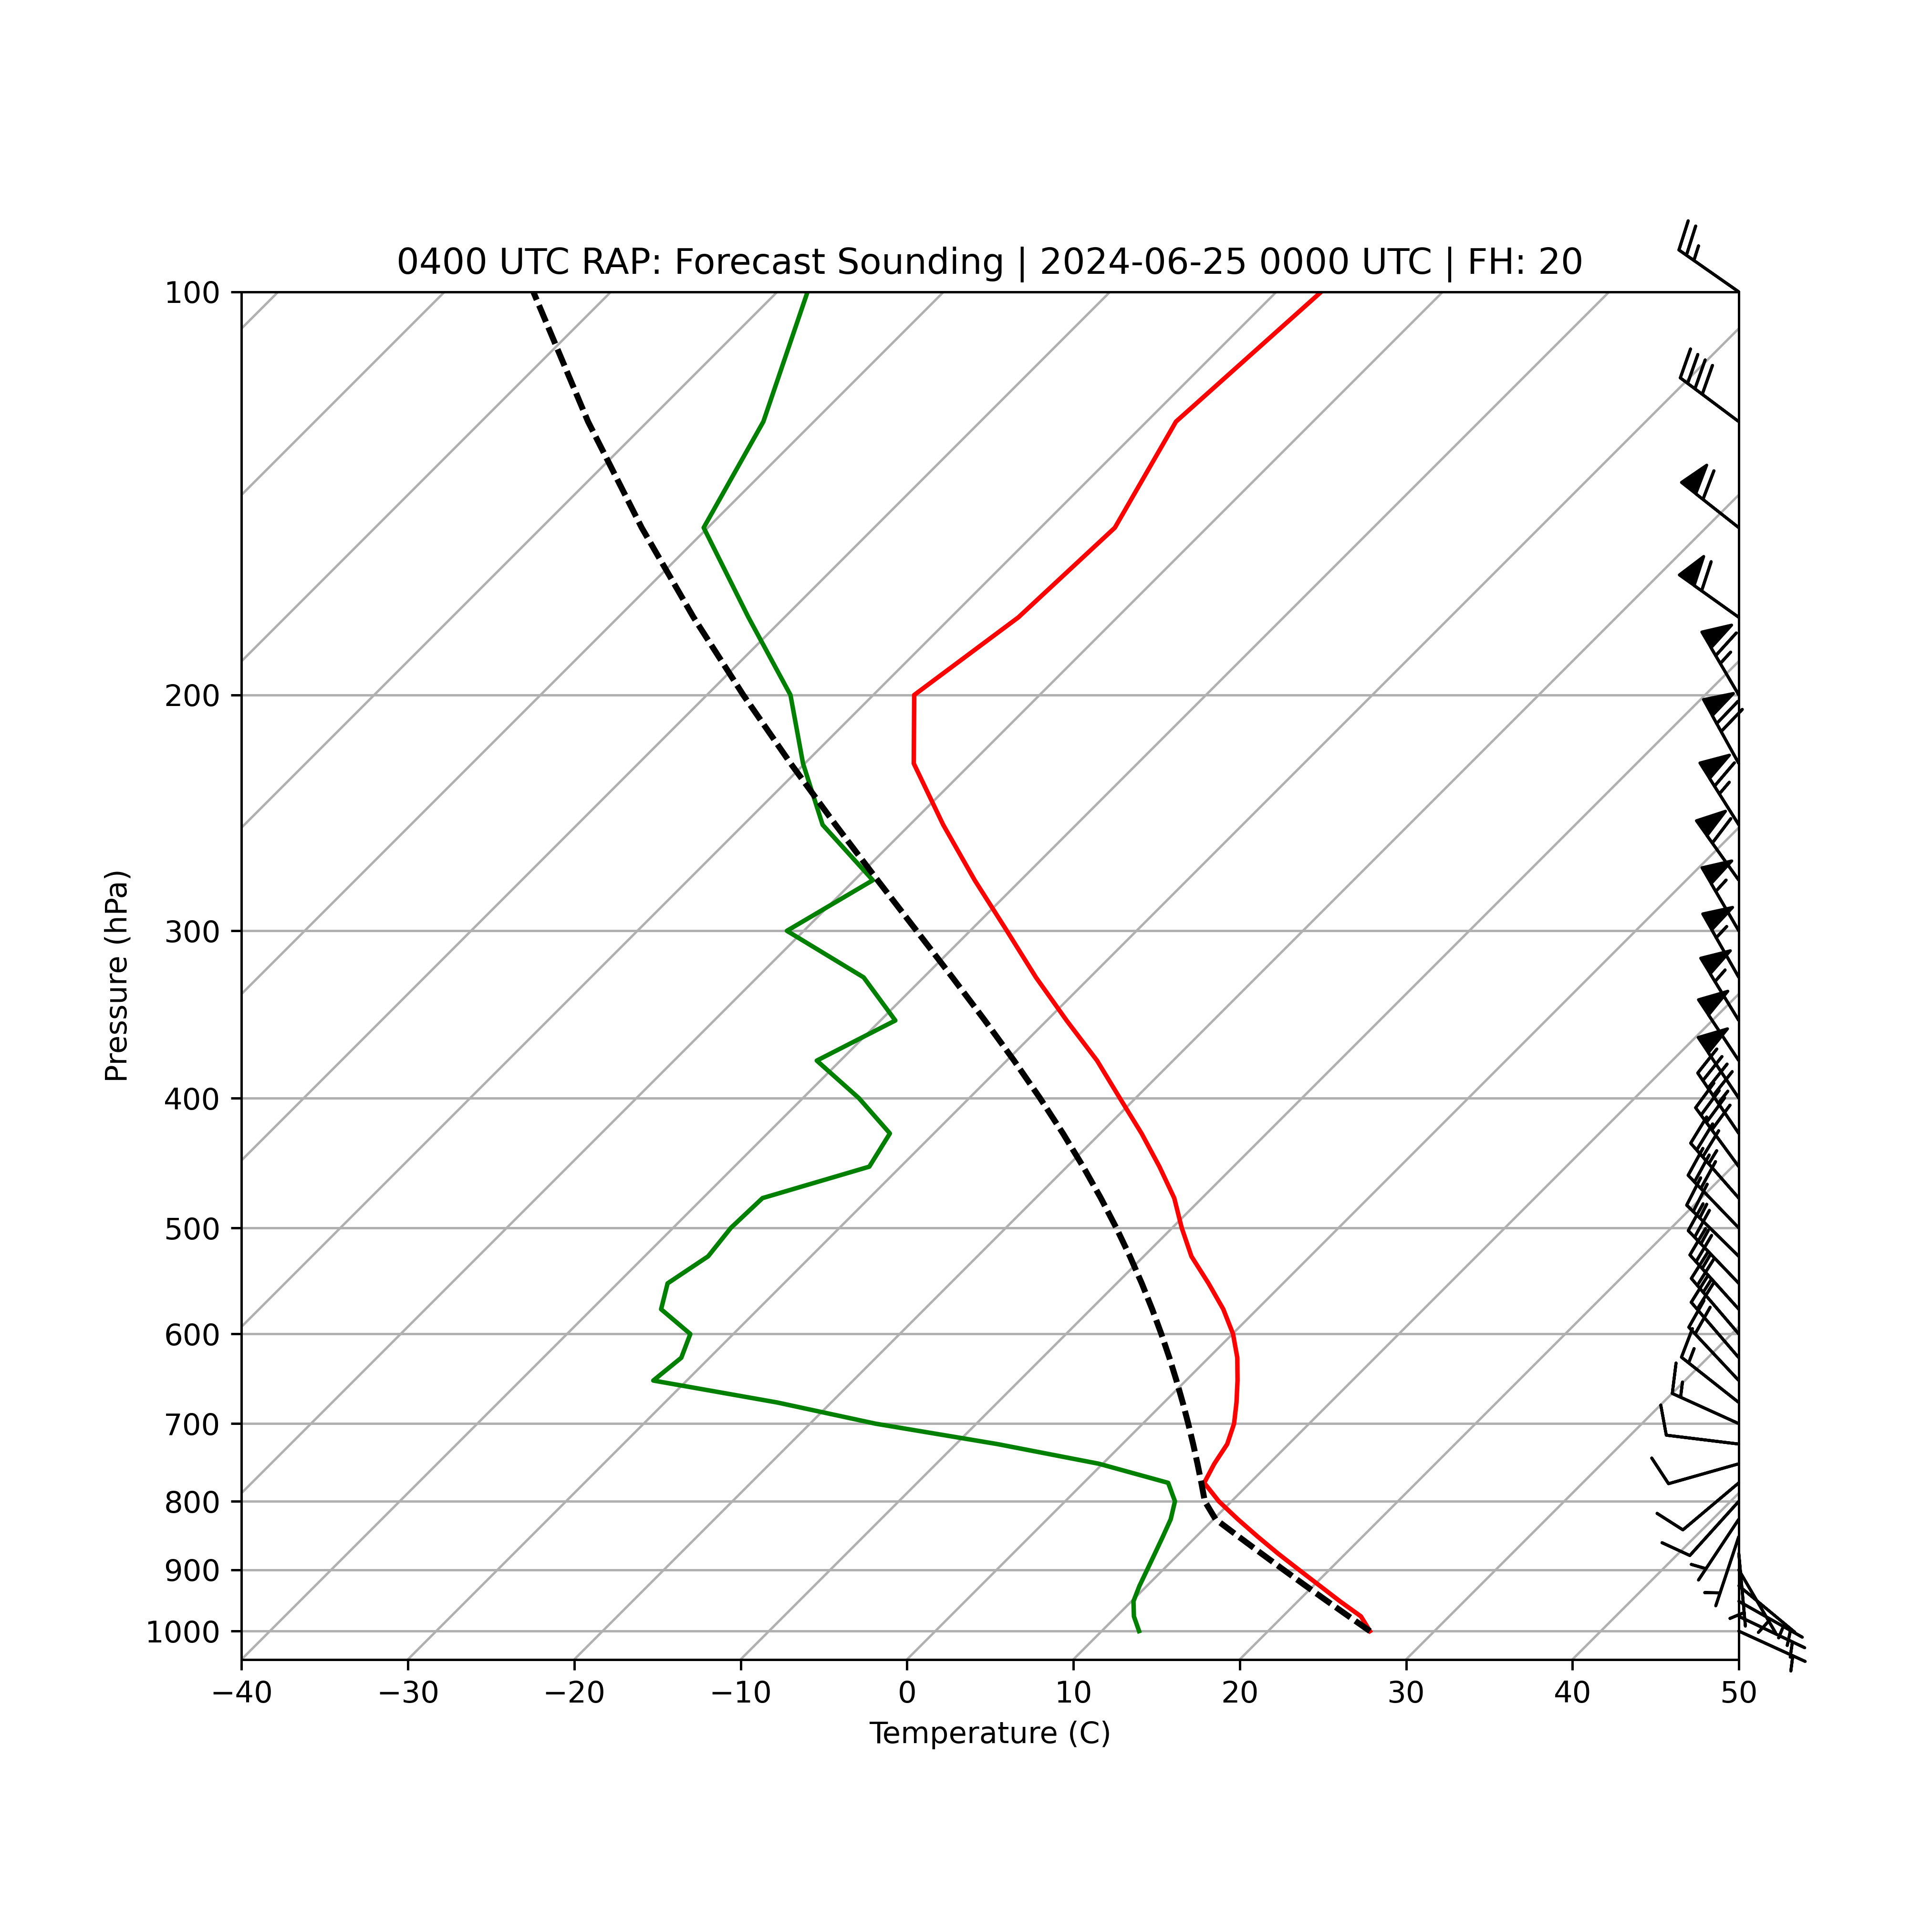 0400 UTC RAP: Forecast Sounding | 2024-06-25 0000 UTC | FH: 20
100
200
300
400
500
600
700
800
900
1000
Pressure (hPa)
−40 −30 −20 −10 0 10 20 30 40 50
Temperature (C)